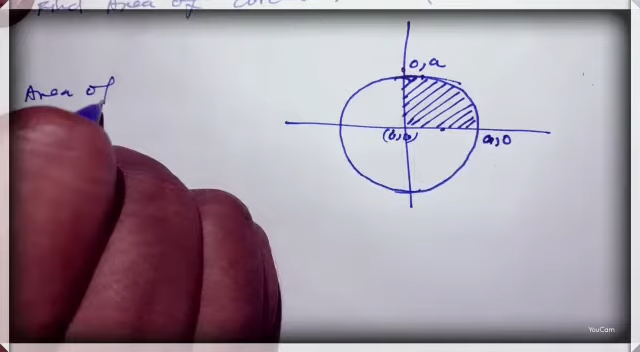 Find Area of
0, a
Area of
(0,0)
a, 0
YouCam